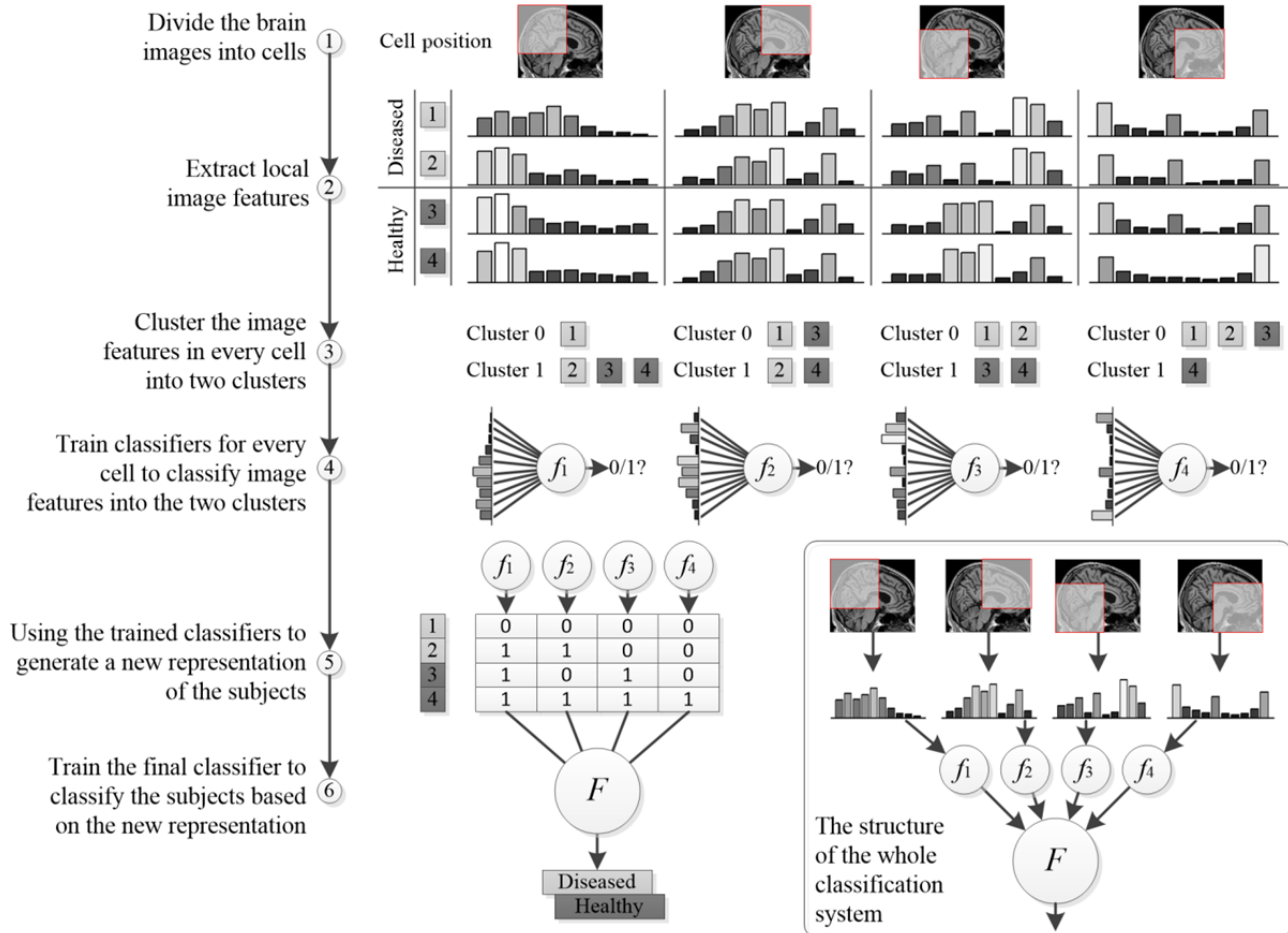 Divide the brain
images into cells
1
Cell position
Diseased
1
2
Extract local
image features
2
Healthy
3
4
Cluster the image
features in every cell
into two clusters
3
Cluster 0 1
Cluster 1 2 3 4
Cluster 0 1 3
Cluster 1 2 4
Cluster 0 1 2
Cluster 1 3 4
Cluster 0 1 2 3
Cluster 1 4
Train classifiers for every
cell to classify image
features into the two clusters
4
f1 0/1?
f2 0/1?
f3 0/1?
f4 0/1?
f1 f2 f3 f4
1 0 0 0 0
2 1 1 0 0
3 1 0 1 0
4 1 1 1 1
Using the trained classifiers to
generate a new representation
of the subjects
5
Train the final classifier to
classify the subjects based
on the new representation
6
F
Diseased
Healthy
f1 f2 f3 f4
F
The structure
of the whole
classification
system